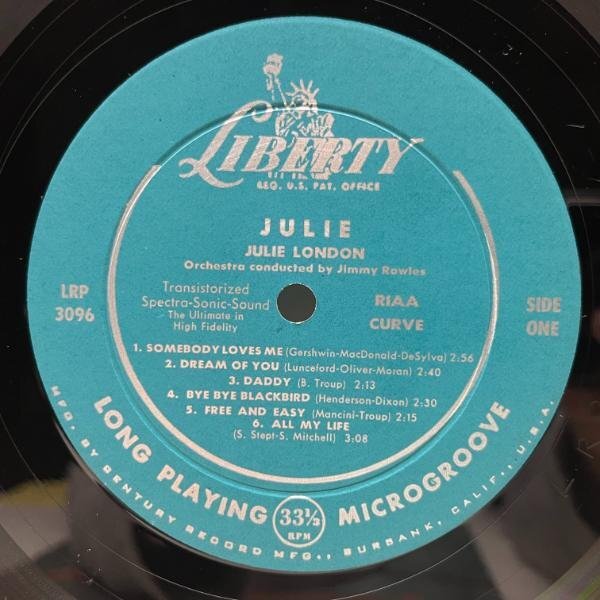 LIBERTY
REG. U.S. PAT. OFFICE
JULIE
JULIE LONDON
Orchestra conducted by Jimmy Rowles
LRP
3096
Transistorized
Spectra-Sonic-Sound
The Ultimate in
High Fidelity
RIAA
CURVE
SIDE
ONE
1. SOMEBODY LOVES ME (Gershwin-MacDonald-DeSylva) 2:56
2. DREAM OF YOU (Lunceford-Oliver-Moran) 2:40
3. DADDY (B. Troup) 2:13
4. BYE BYE BLACKBIRD (Henderson-Dixon) 2:30
5. FREE AND EASY (Mancini-Troup) 2:15
6. ALL MY LIFE
(S. Stept-S. Mitchell) 3:08
LONG PLAYING 33⅓ RPM MICROGROOVE
MFG. BY CENTURY RECORD MFG., BURBANK, CALIF., U.S.A.